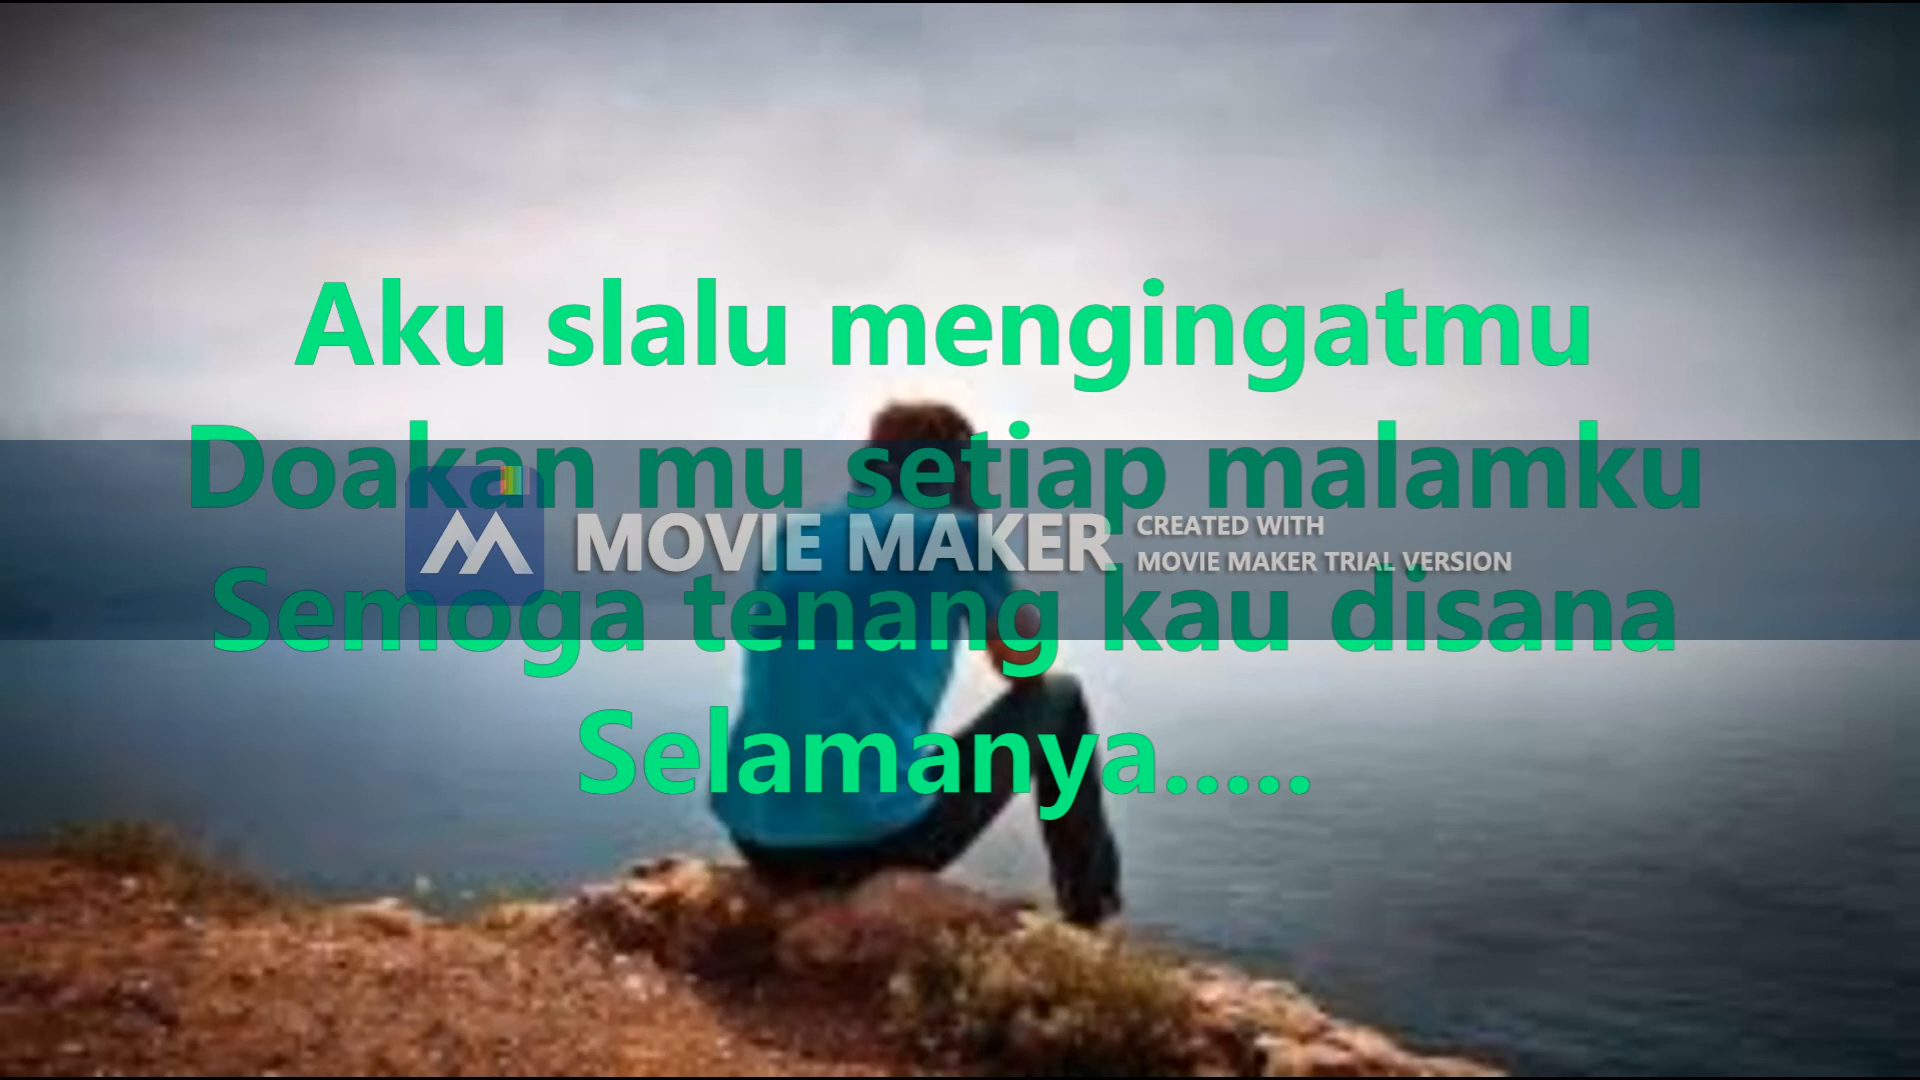 Aku slalu mengingatmu
Doakan mu setiap malamku
MOVIE MAKER
CREATED WITH
MOVIE MAKER TRIAL VERSION
Semoga tenang kau disana
Selamanya.....